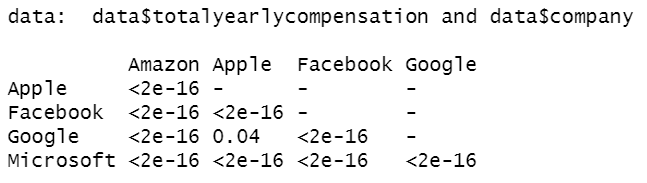 data:  data$totalyearlycompensation and data$company
          Amazon Apple  Facebook Google
Apple     <2e-16 -      -        -
Facebook  <2e-16 <2e-16 -        -
Google    <2e-16 0.04   <2e-16   -
Microsoft <2e-16 <2e-16 <2e-16   <2e-16